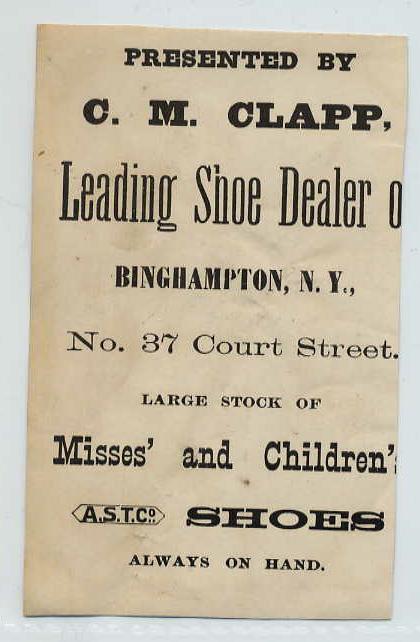 PRESENTED BY
C. M. CLAPP,
Leading Shoe Dealer o
BINGHAMPTON, N. Y.,
No. 37 Court Street.
LARGE STOCK OF
Misses' and Children's
A.S.T.Co. SHOES
ALWAYS ON HAND.